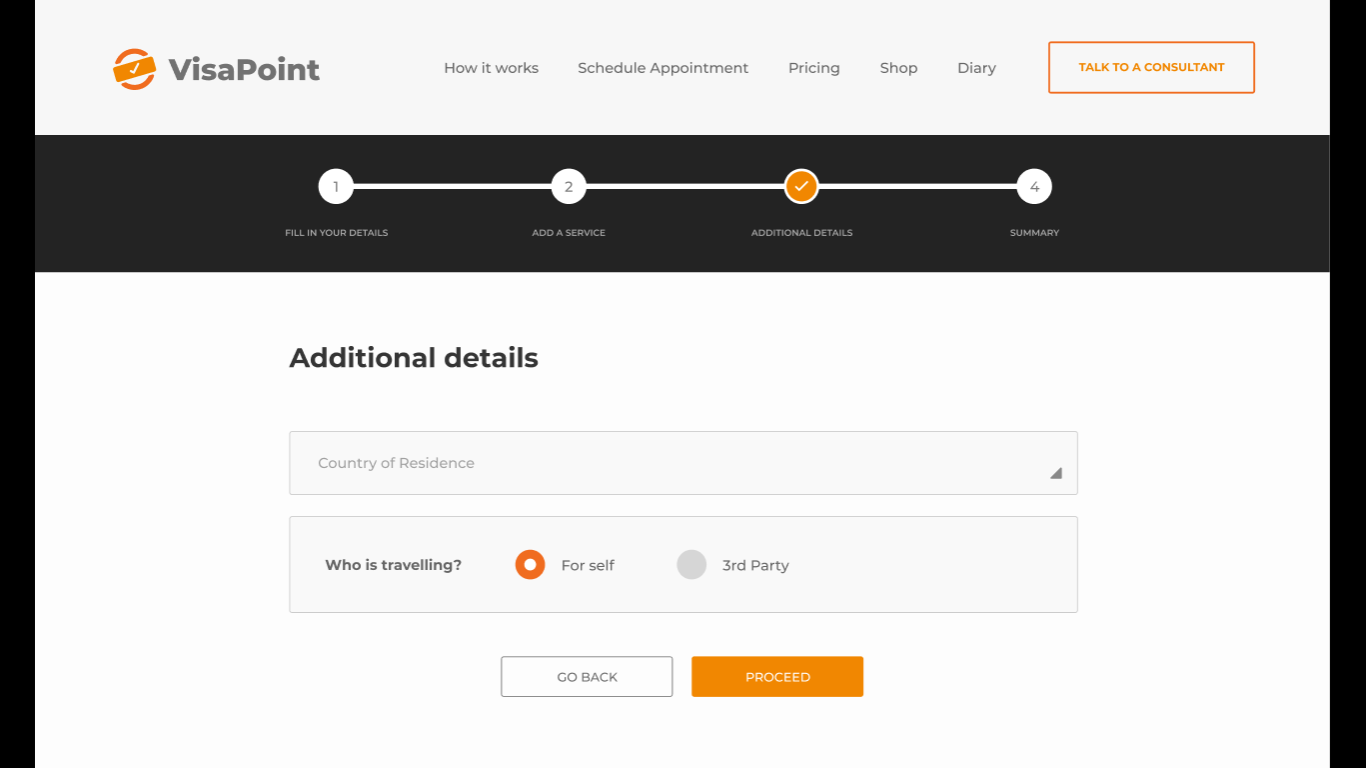 VisaPoint
How it works Schedule Appointment Pricing Shop Diary
TALK TO A CONSULTANT
1 2 4
FILL IN YOUR DETAILS ADD A SERVICE ADDITIONAL DETAILS SUMMARY
Additional details
Country of Residence
Who is travelling? For self 3rd Party
GO BACK PROCEED